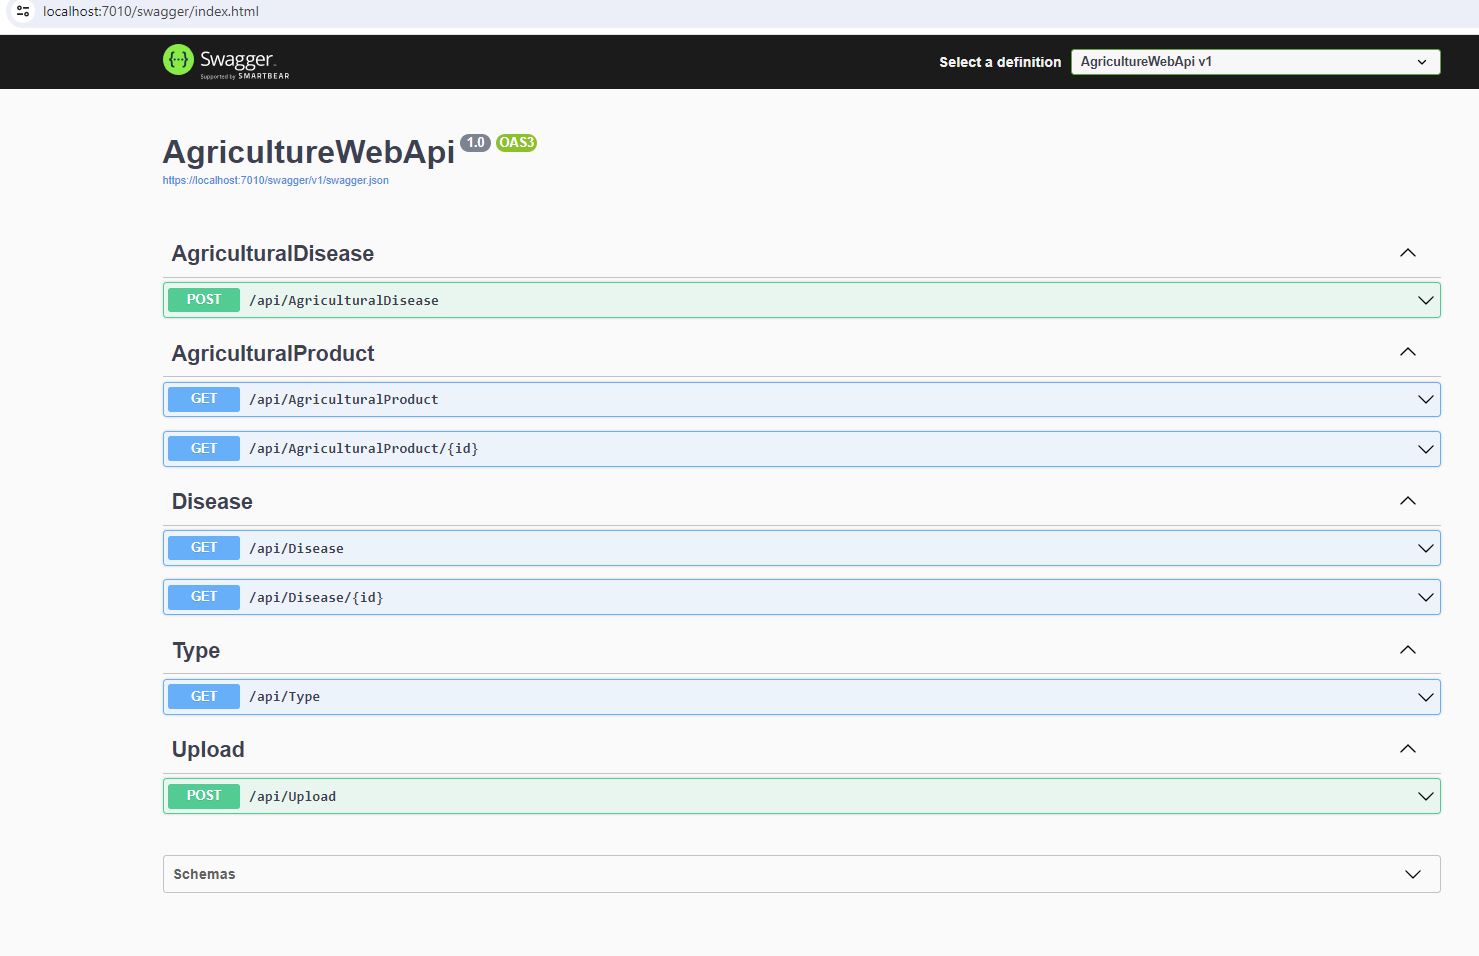 localhost:7010/swagger/index.html
{...} Swagger.
Supported by SMARTBEAR
Select a definition
AgricultureWebApi v1
AgricultureWebApi 1.0 OAS3
https://localhost:7010/swagger/v1/swagger.json
AgriculturalDisease
POST /api/AgriculturalDisease
AgriculturalProduct
GET /api/AgriculturalProduct
GET /api/AgriculturalProduct/{id}
Disease
GET /api/Disease
GET /api/Disease/{id}
Type
GET /api/Type
Upload
POST /api/Upload
Schemas